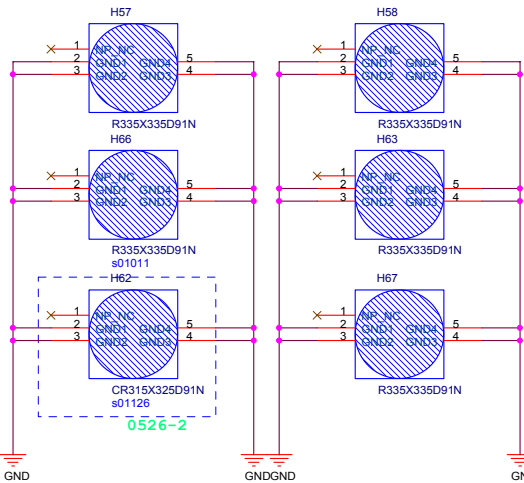 H57
1 NP_NC
2 GND1 GND4 5
3 GND2 GND3 4
R335X335D91N
H58
1 NP_NC
2 GND1 GND4 5
3 GND2 GND3 4
R335X335D91N
H66
1 NP_NC
2 GND1 GND4 5
3 GND2 GND3 4
R335X335D91N
s01011
H63
1 NP_NC
2 GND1 GND4 5
3 GND2 GND3 4
R335X335D91N
H62
1 NP_NC
2 GND1 GND4 5
3 GND2 GND3 4
CR315X325D91N
s01126
0526-2
H67
1 NP_NC
2 GND1 GND4 5
3 GND2 GND3 4
R335X335D91N
GND
GND
GND
GN